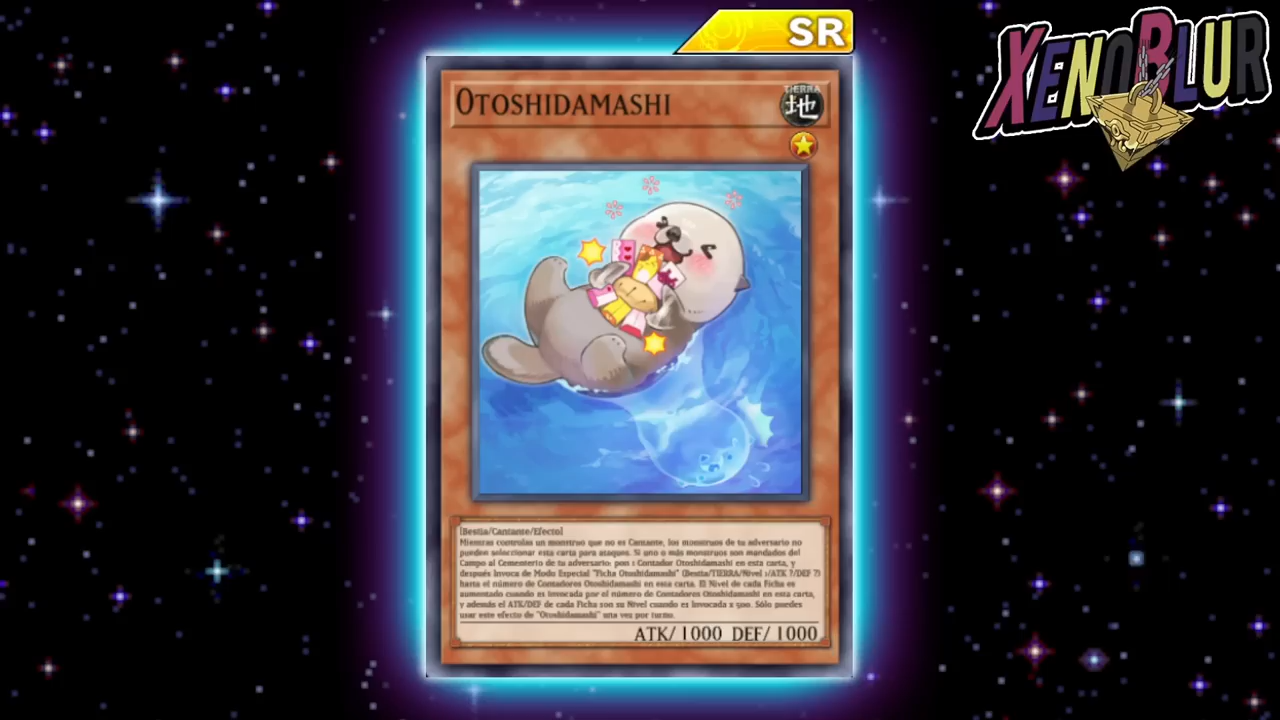 SR
XENOBLUR
OTOSHIDAMASHI
TIERRA
地
[Bestia/Cantante/Efecto]
Mientras controlas un monstruo que no es Cantante, los monstruos de tu adversario no
pueden seleccionar esta carta para ataques. Si uno o más monstruos son mandados del
Campo al Cementerio de tu adversario: pon 1 Contador Otoshidamashi en esta carta, y
después Invoca de Modo Especial "Ficha Otoshidamashi" (Bestia/TIERRA/Nivel 1/ATK ?/DEF ?)
hasta el número de Contadores Otoshidamashi en esta carta. El Nivel de cada Ficha es
aumentado cuando es Invocada por el número de Contadores Otoshidamashi en esta carta,
y además el ATK/DEF de cada Ficha son su Nivel cuando es Invocada x 500. Sólo puedes
usar este efecto de "Otoshidamashi" una vez por turno.
ATK/ 1000 DEF/ 1000